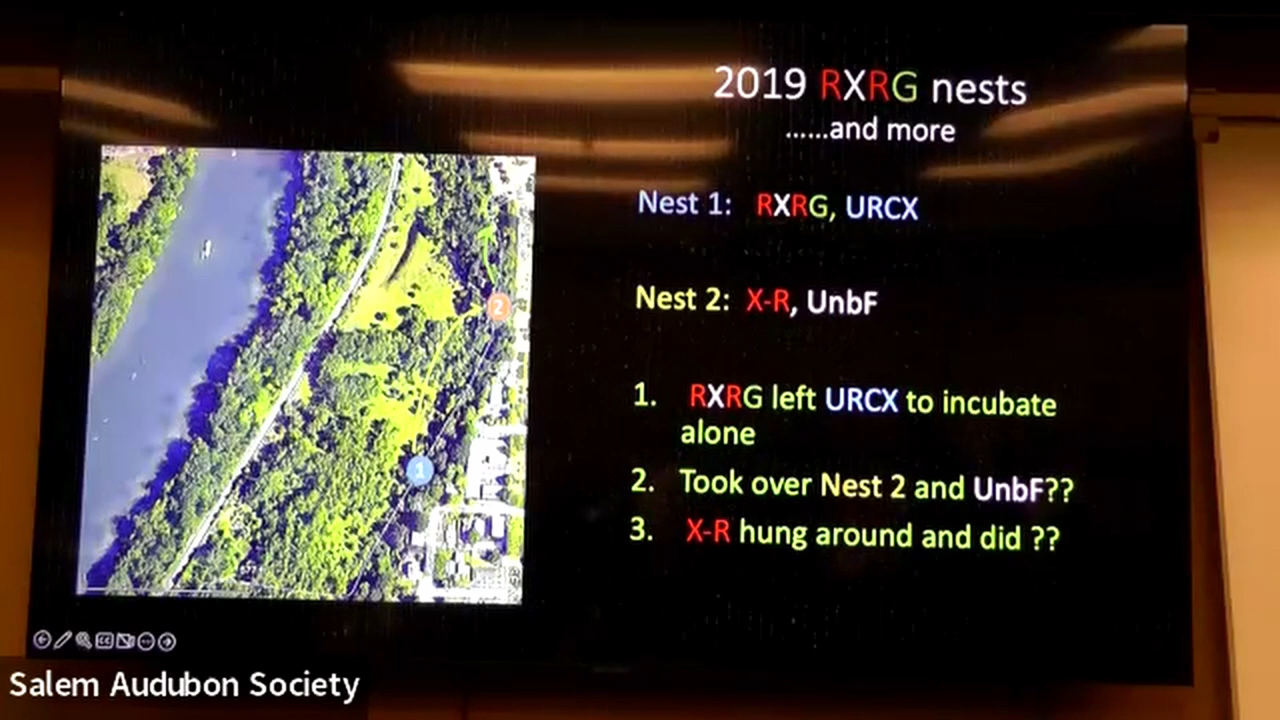 2019 RXRG nests
......and more
Nest 1: RXRG, URCX
2
Nest 2: X-R, UnbF
1. RXRG left URCX to incubate
alone
1
2. Took over Nest 2 and UnbF??
3. X-R hung around and did ??
CC
Salem Audubon Society